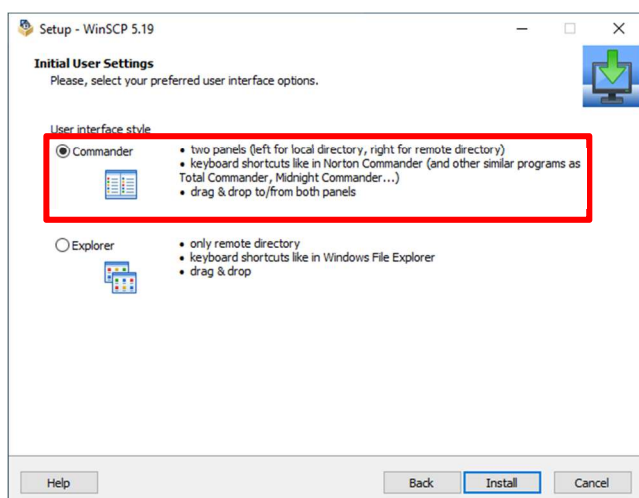 Setup - WinSCP 5.19
Initial User Settings
Please, select your preferred user interface options.
User interface style
Commander
• two panels (left for local directory, right for remote directory)
• keyboard shortcuts like in Norton Commander (and other similar programs as
Total Commander, Midnight Commander...)
• drag & drop to/from both panels
Explorer
• only remote directory
• keyboard shortcuts like in Windows File Explorer
• drag & drop
Help
Back
Install
Cancel